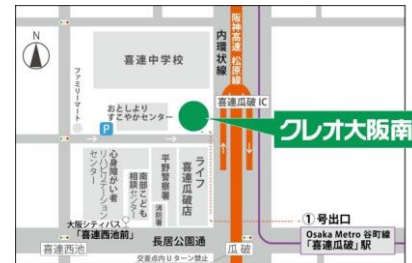 N
阪神高速 松原線
内環状線
喜連中学校
ファミリーマート
喜連瓜破 IC
おとしより
すこやかセンター
P
クレオ大阪南
心身障がい者
リハビリテーション
センター
南部こども
相談センター
平野警察署
消防署
ライフ
喜連瓜破店
大阪シティバス
「喜連西池前」
①号出口
Osaka Metro 谷町線
「喜連瓜破」駅
喜連西池
長居公園通
瓜破
交差点内Uターン禁止